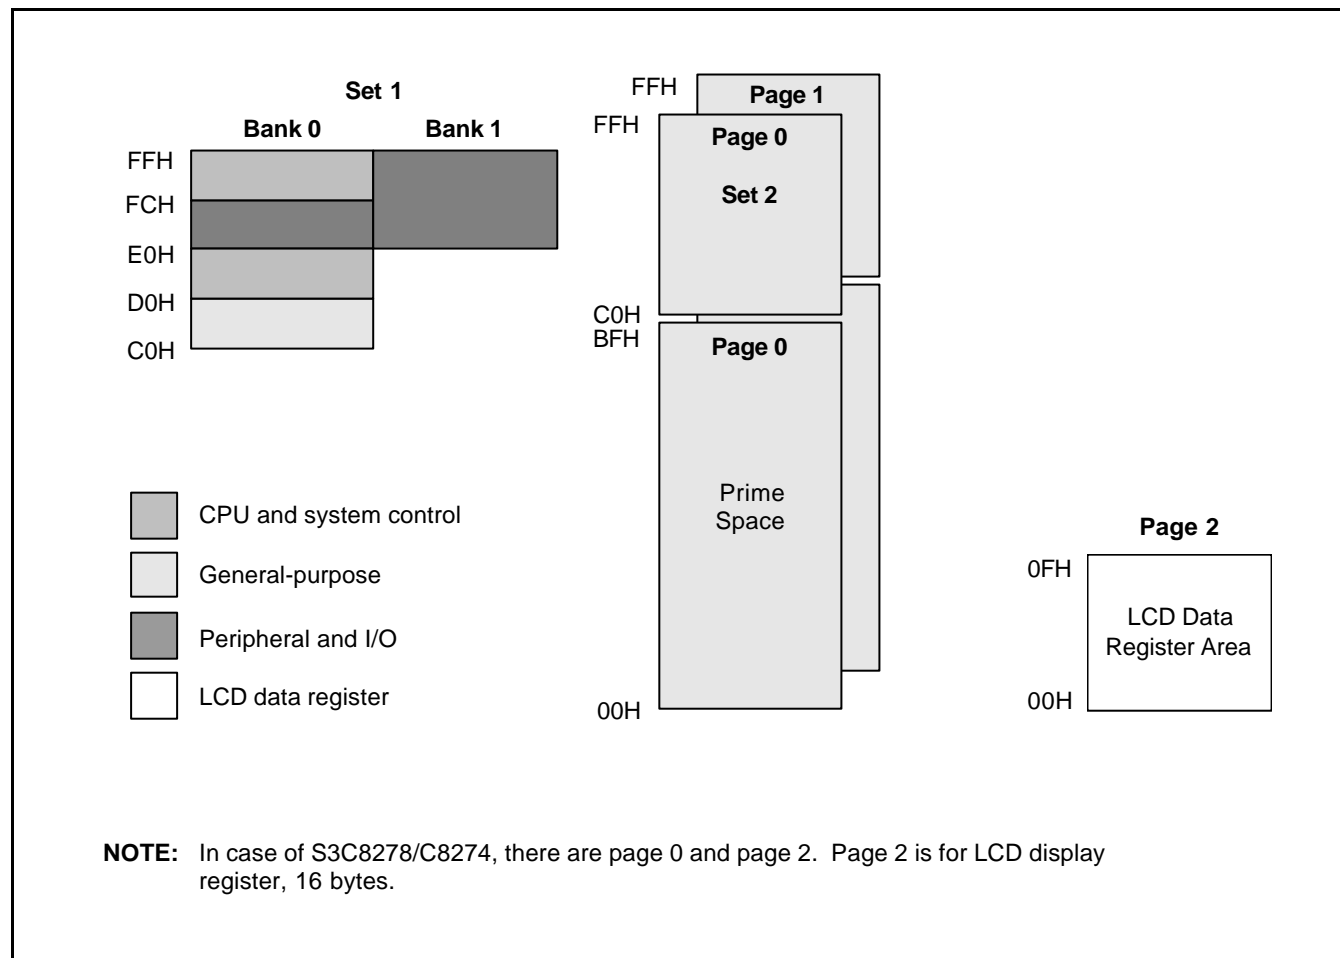 Set 1
Bank 0
Bank 1
FFH
FCH
E0H
D0H
C0H
FFH
Page 1
FFH
Page 0
Set 2
C0H
BFH
Page 0
Prime
Space
00H
CPU and system control
General-purpose
Peripheral and I/O
LCD data register
Page 2
0FH
LCD Data
Register Area
00H
NOTE: In case of S3C8278/C8274, there are page 0 and page 2. Page 2 is for LCD display
register, 16 bytes.